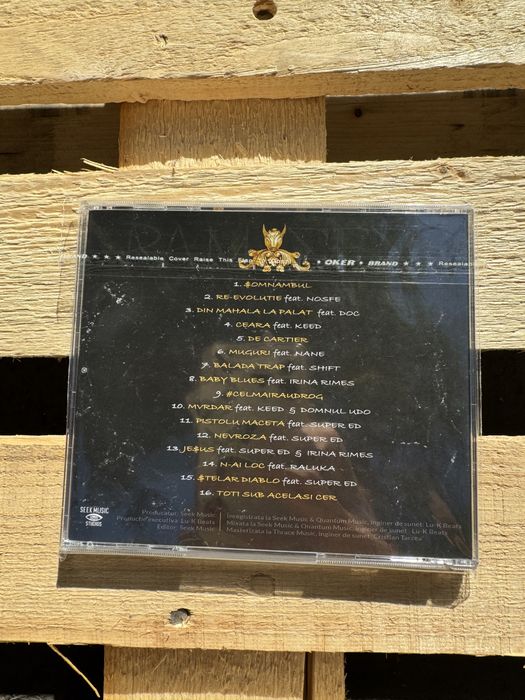 Resealable Cover Raise This
OKER • BRAND
1. $OMNAMBUL
2. RE-EVOLUTIE feat. NOSFE
3. DIN MAHALA LA PALAT feat. DOC
4. CEARA feat. KEED
5. DE CARTIER
6. MUGURI feat. NANE
7. BALADA TRAP feat. SHIFT
8. BABY BLUES feat. IRINA RIMES
9. #CELMAIRAUDROG
10. MVRDAR feat. KEED & DOMNUL UDO
11. PISTOLU, MACETA feat. SUPER ED
12. NEVROZA feat. SUPER ED
13. JE$US feat. SUPER ED & IRINA RIMES
14. N-AI LOC feat. RALUKA
15. $TELAR DIABLO feat. SUPER ED
16. TOTI SUB ACELASI CER
SEEK MUSIC
STUDIOS
Producator: Seek Music
Productie executiva: Lu-K Beats
Editor: Seek Music
Inregistrata la Seek Music & Quantum Music, inginer de sunet: Lu-K Beats
Mixata la Seek Music & Quantum Music, inginer de sunet: Lu-K Beats
Masterizata la Thrace Music, inginer de sunet: Cristian Tarcea